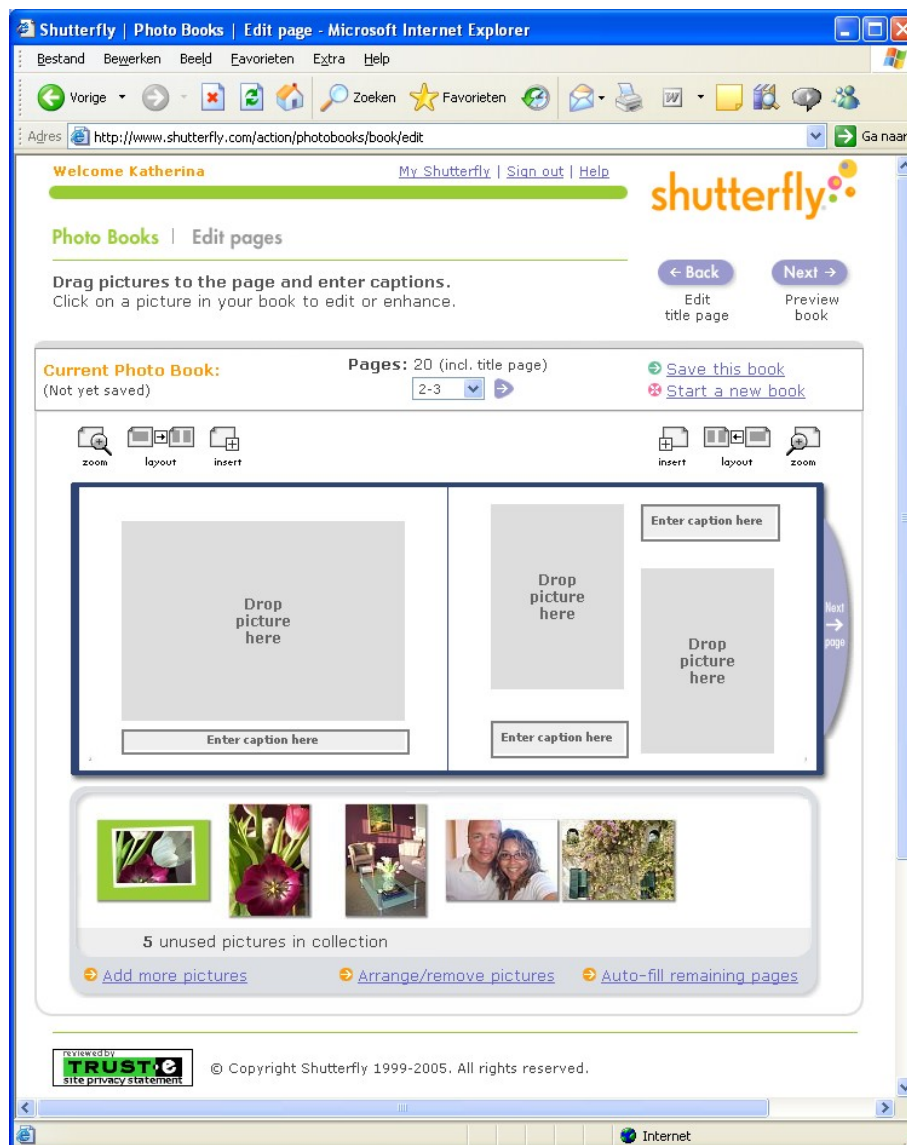 Shutterfly | Photo Books | Edit page - Microsoft Internet Explorer
Bestand Bewerken Beeld Favorieten Extra Help
Vorige Zoeken Favorieten
Adres http://www.shutterfly.com/action/photobooks/book/edit Ga naar
Welcome Katherina My Shutterfly | Sign out | Help
shutterfly
Photo Books | Edit pages
Drag pictures to the page and enter captions.
Click on a picture in your book to edit or enhance.
← Back Next →
Edit Preview
title page book
Current Photo Book: Pages: 20 (incl. title page) Save this book
(Not yet saved) 2-3 Start a new book
zoom layout insert insert layout zoom
Enter caption here
Drop
picture
here
Drop
picture
here
Drop
picture
here
Next
→
page
Enter caption here
Enter caption here
5 unused pictures in collection
Add more pictures Arrange/remove pictures Auto-fill remaining pages
reviewed by
TRUST·e
site privacy statement
© Copyright Shutterfly 1999-2005. All rights reserved.
Internet